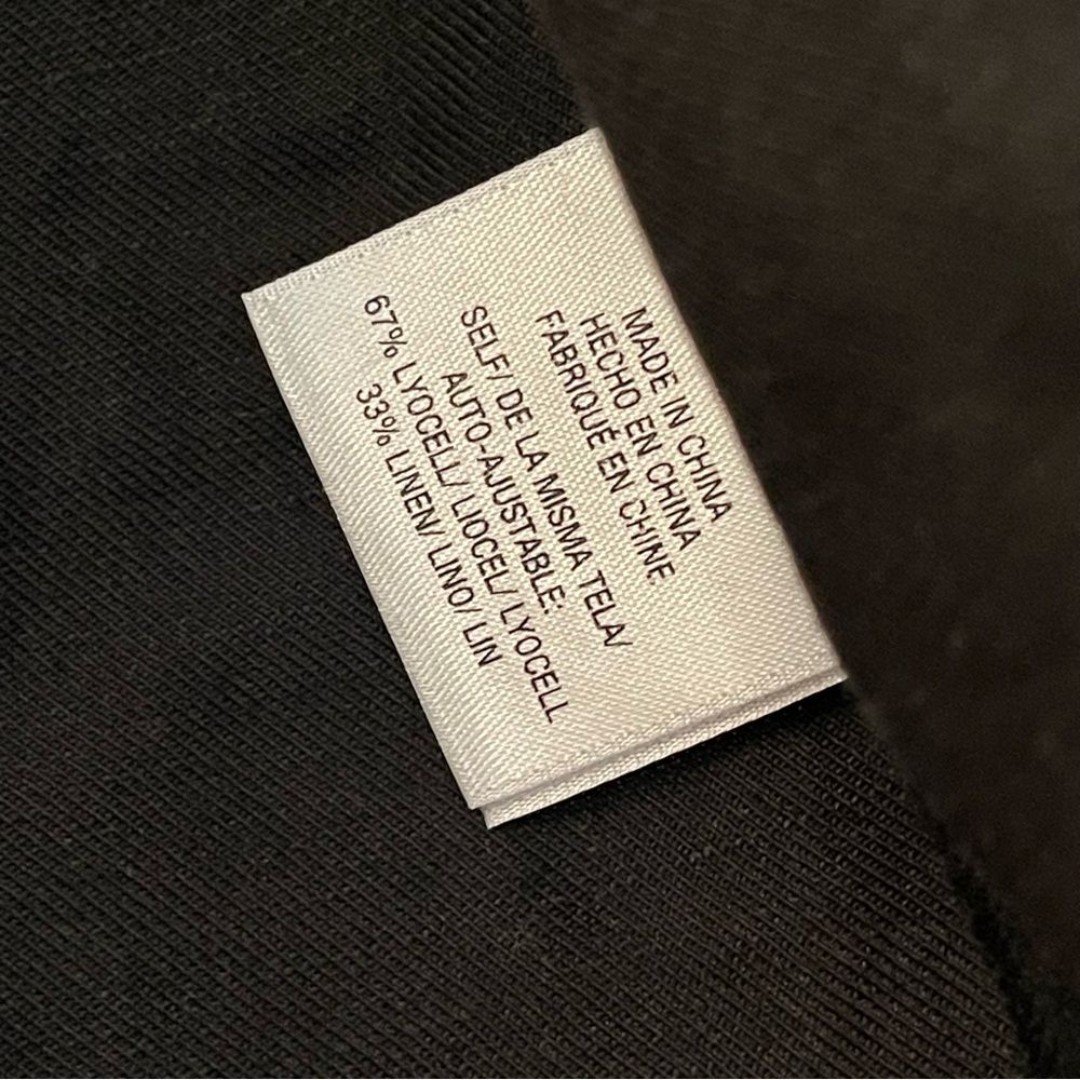 MADE IN CHINA
HECHO EN CHINA
FABRIQUÉ EN CHINE
SELF/ DE LA MISMA TELA/
AUTO-AJUSTABLE:
67% LYOCELL/ LIOCEL/ LYOCELL
33% LINEN/ LINO/ LIN